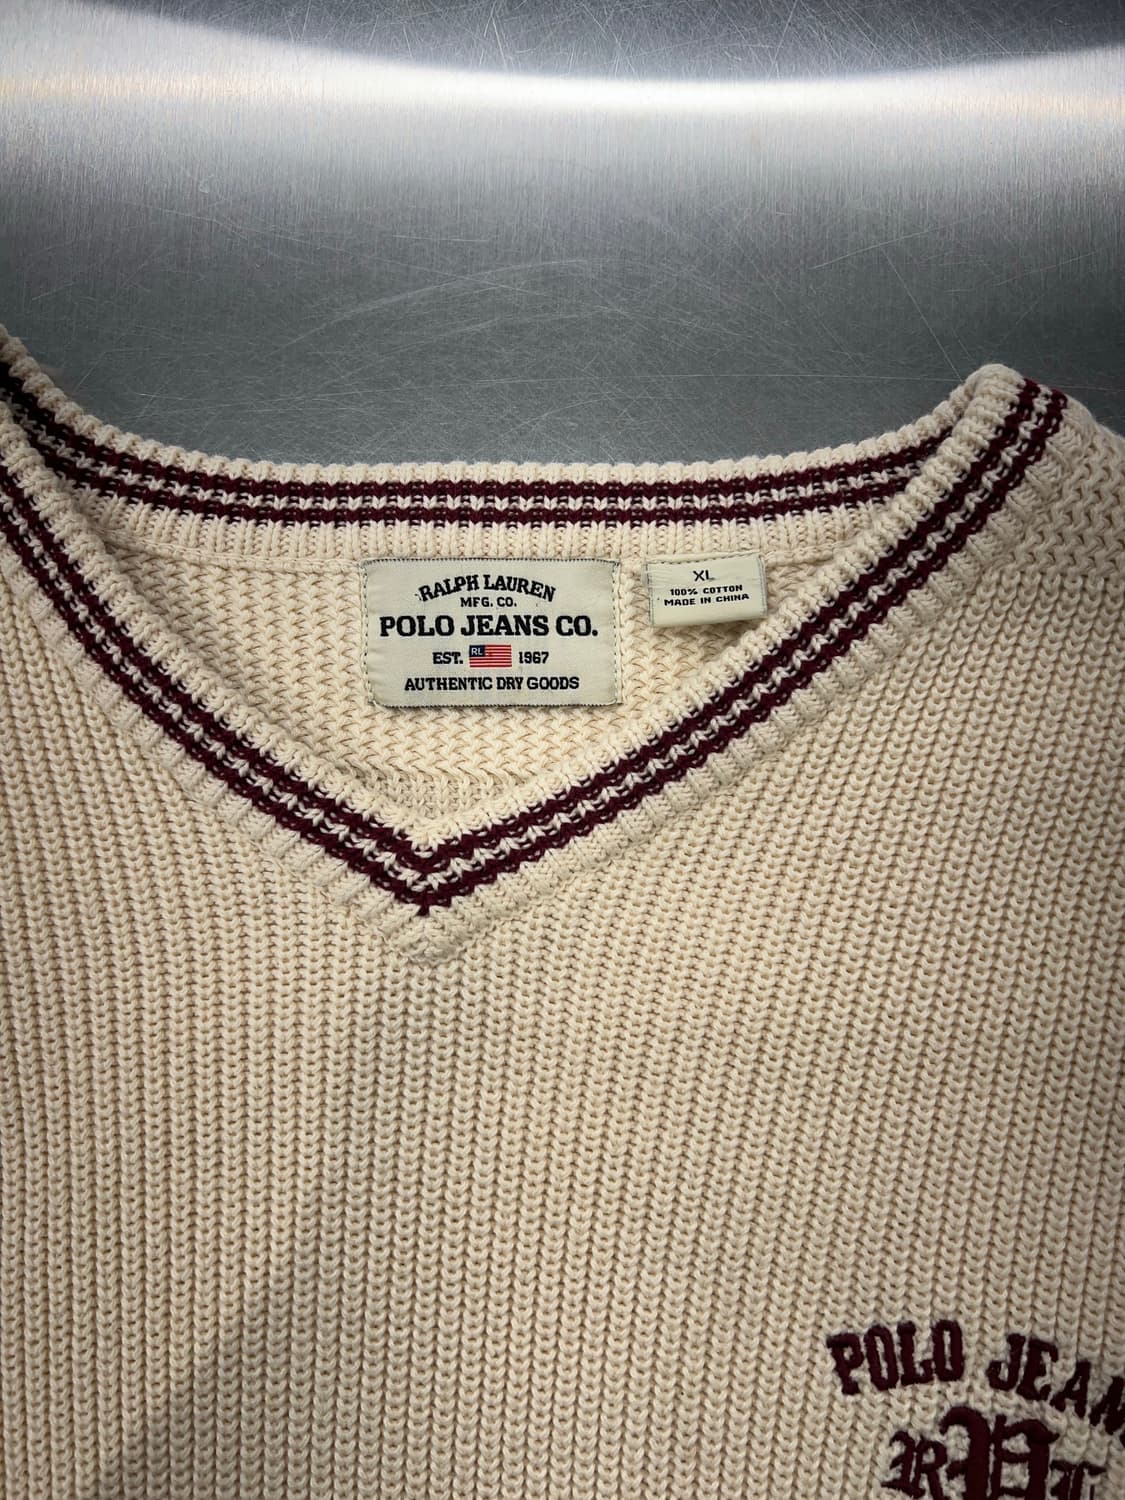 RALPH LAUREN
MFG. CO.
POLO JEANS CO.
EST. RL 1967
AUTHENTIC DRY GOODS
XL
100% COTTON
MADE IN CHINA
POLO JEAN
RPL